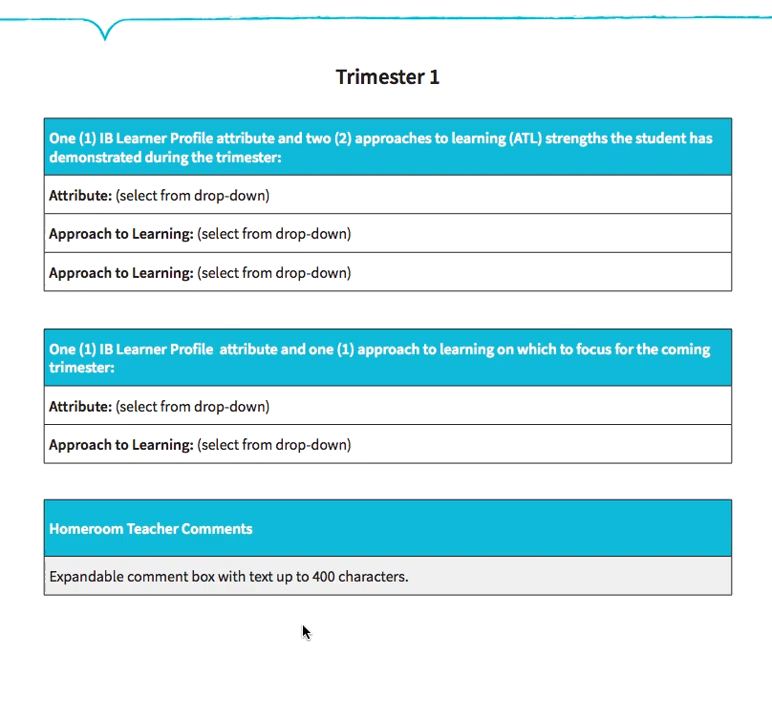 Trimester 1
One (1) IB Learner Profile attribute and two (2) approaches to learning (ATL) strengths the student has
demonstrated during the trimester:
Attribute: (select from drop-down)
Approach to Learning: (select from drop-down)
Approach to Learning: (select from drop-down)
One (1) IB Learner Profile  attribute and one (1) approach to learning on which to focus for the coming
trimester:
Attribute: (select from drop-down)
Approach to Learning: (select from drop-down)
Homeroom Teacher Comments
Expandable comment box with text up to 400 characters.